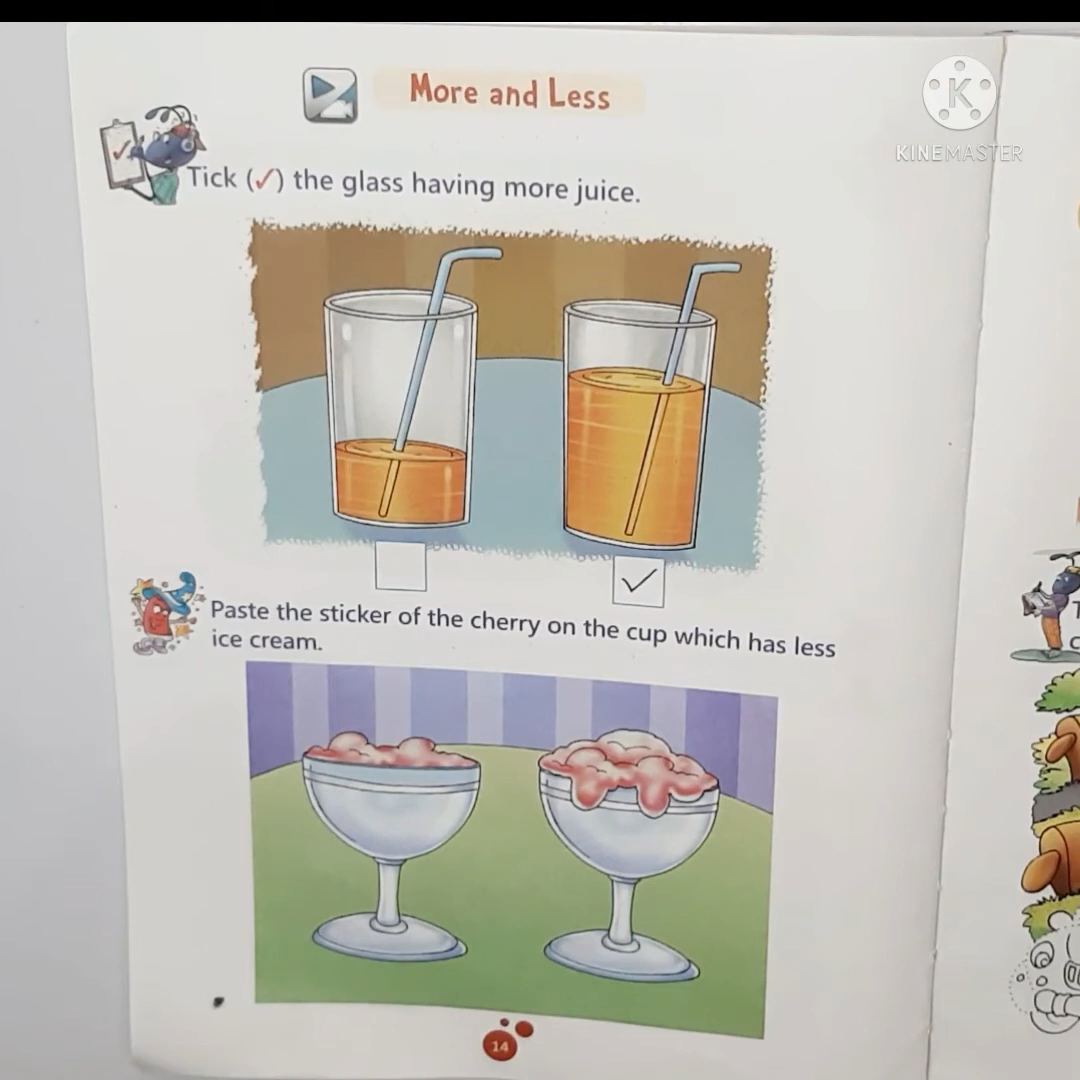 More and Less
KINEMASTER
Tick (✓) the glass having more juice.
Paste the sticker of the cherry on the cup which has less
ice cream.
14